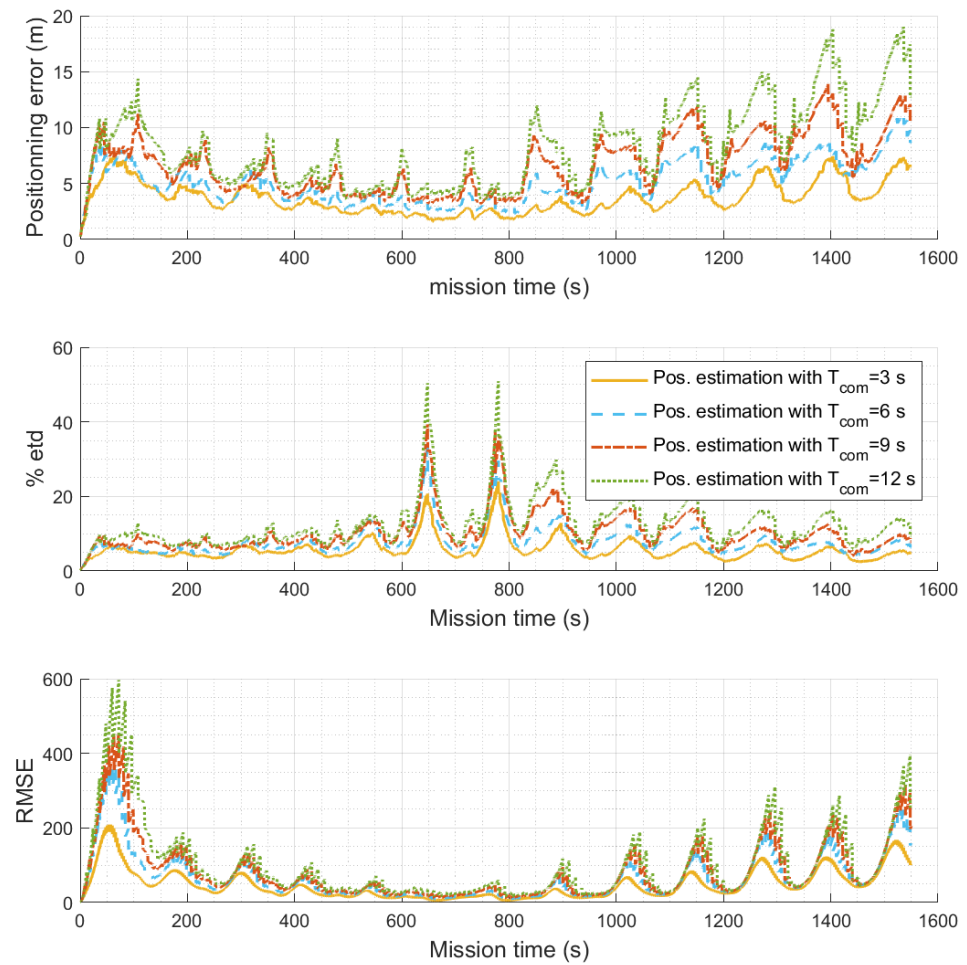 Positionning error (m)
20
15
10
5
0
0 200 400 600 800 1000 1200 1400 1600
mission time (s)
% etd
60
40
20
0
Pos. estimation with T_com=3 s
Pos. estimation with T_com=6 s
Pos. estimation with T_com=9 s
Pos. estimation with T_com=12 s
0 200 400 600 800 1000 1200 1400 1600
Mission time (s)
RMSE
600
400
200
0
0 200 400 600 800 1000 1200 1400 1600
Mission time (s)